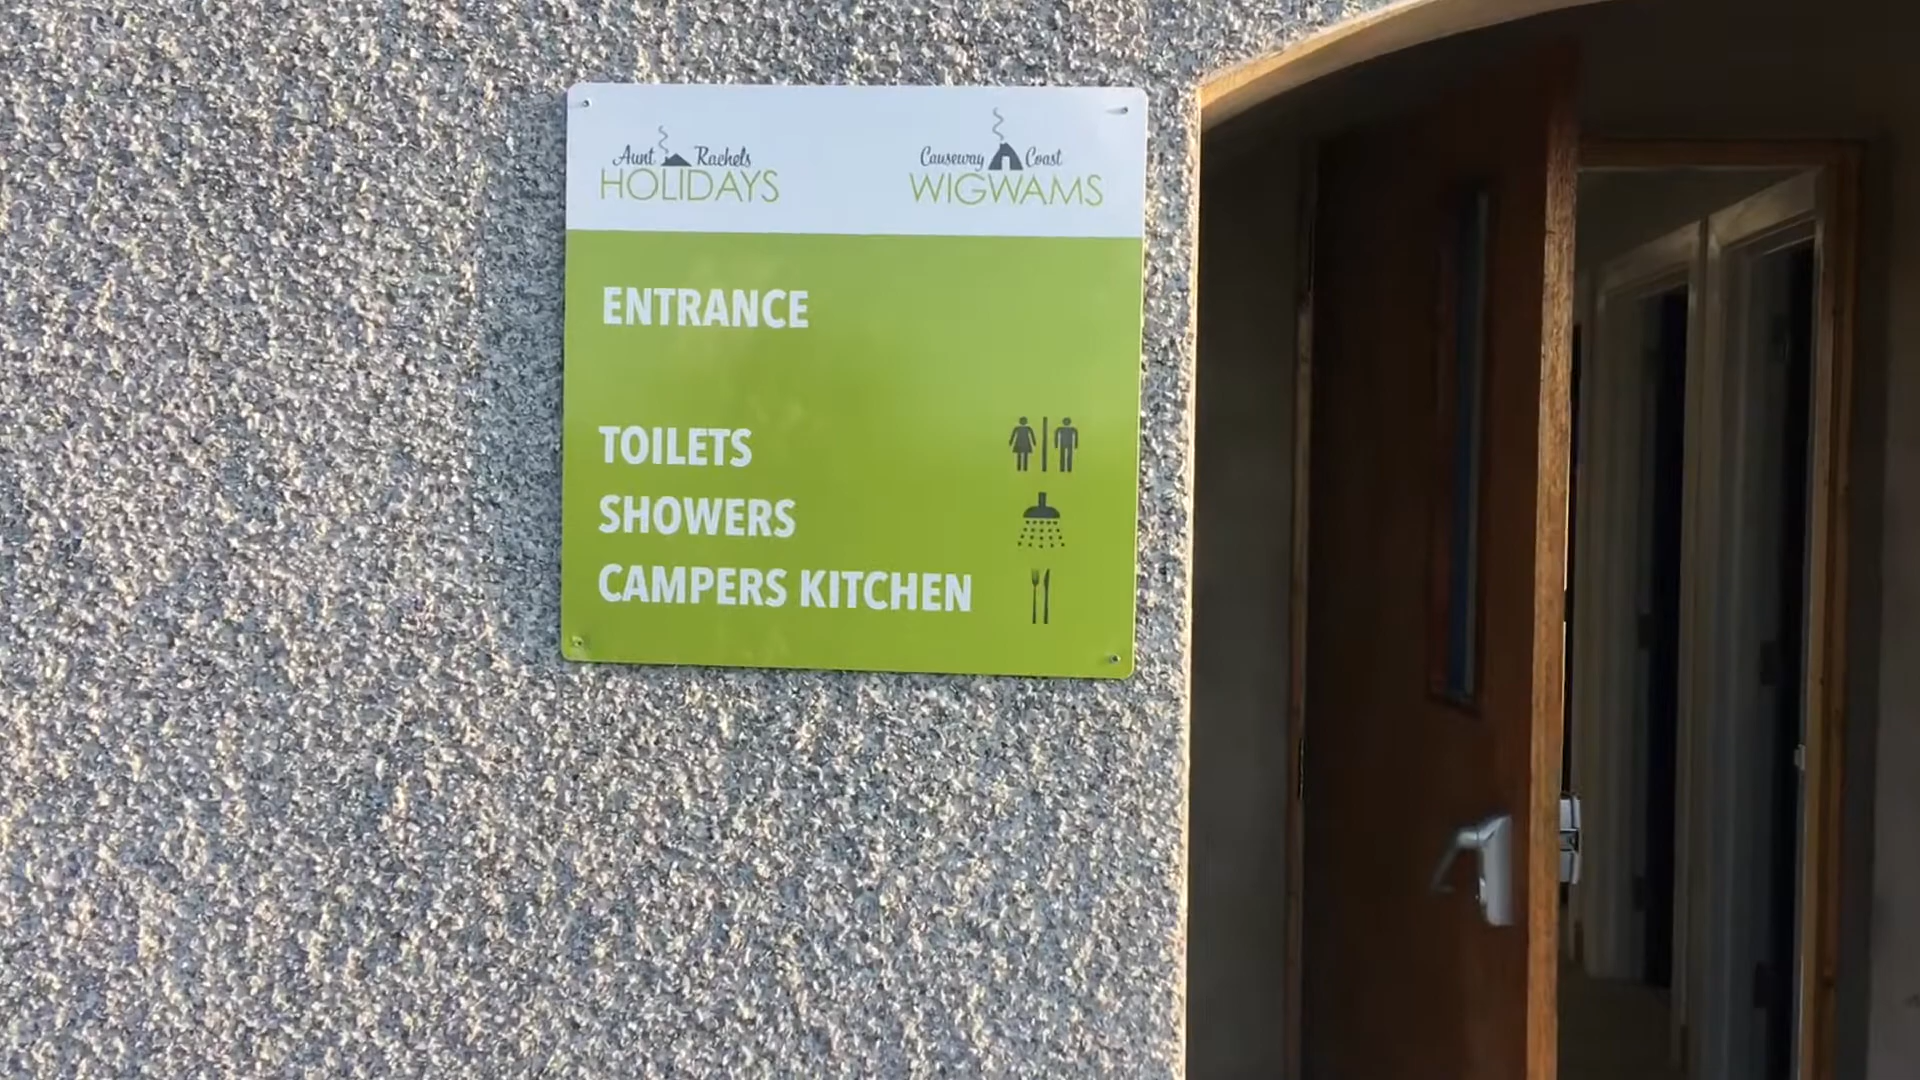 Aunt Rachels
HOLIDAYS
Causeway Coast
WIGWAMS
ENTRANCE
TOILETS
SHOWERS
CAMPERS KITCHEN